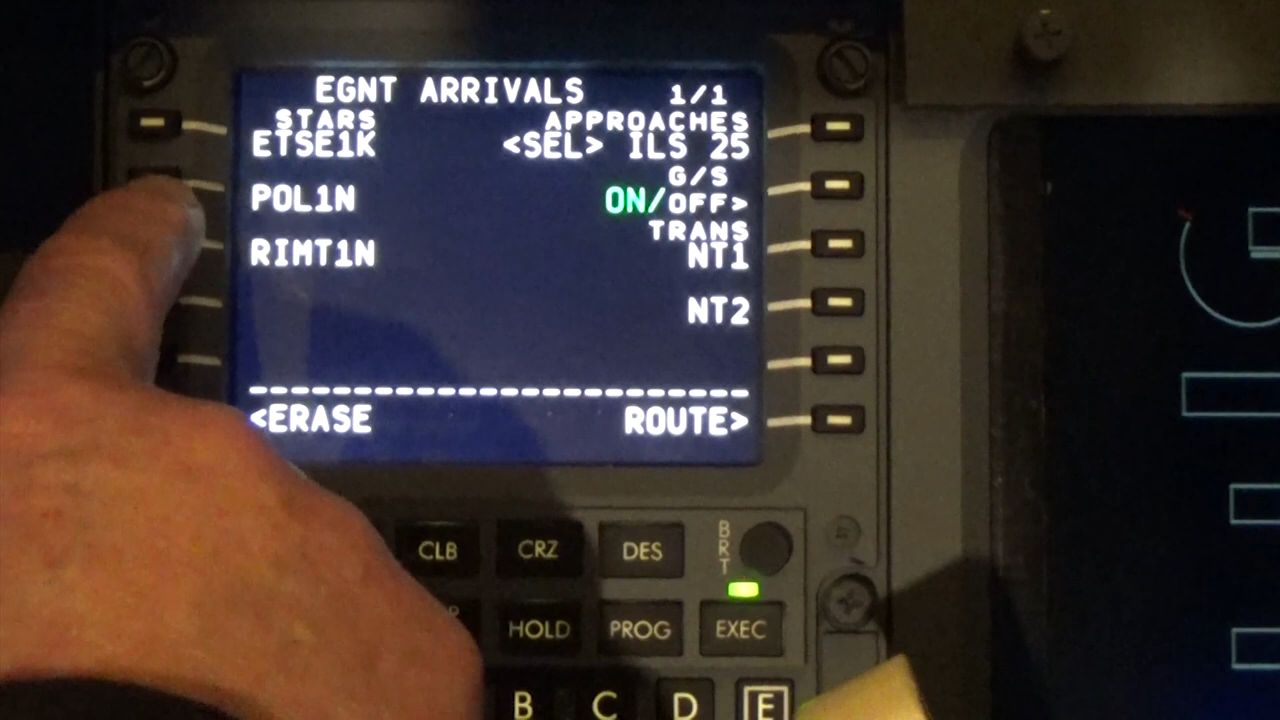 EGNT ARRIVALS 1/1
STARS APPROACHES
ETSE1K <SEL> ILS 25
G/S
POL1N ON/OFF>
TRANS
RIMT1N NT1
NT2
------------------------
<ERASE ROUTE>
CLB CRZ DES BRT
HOLD PROG EXEC
B C D E